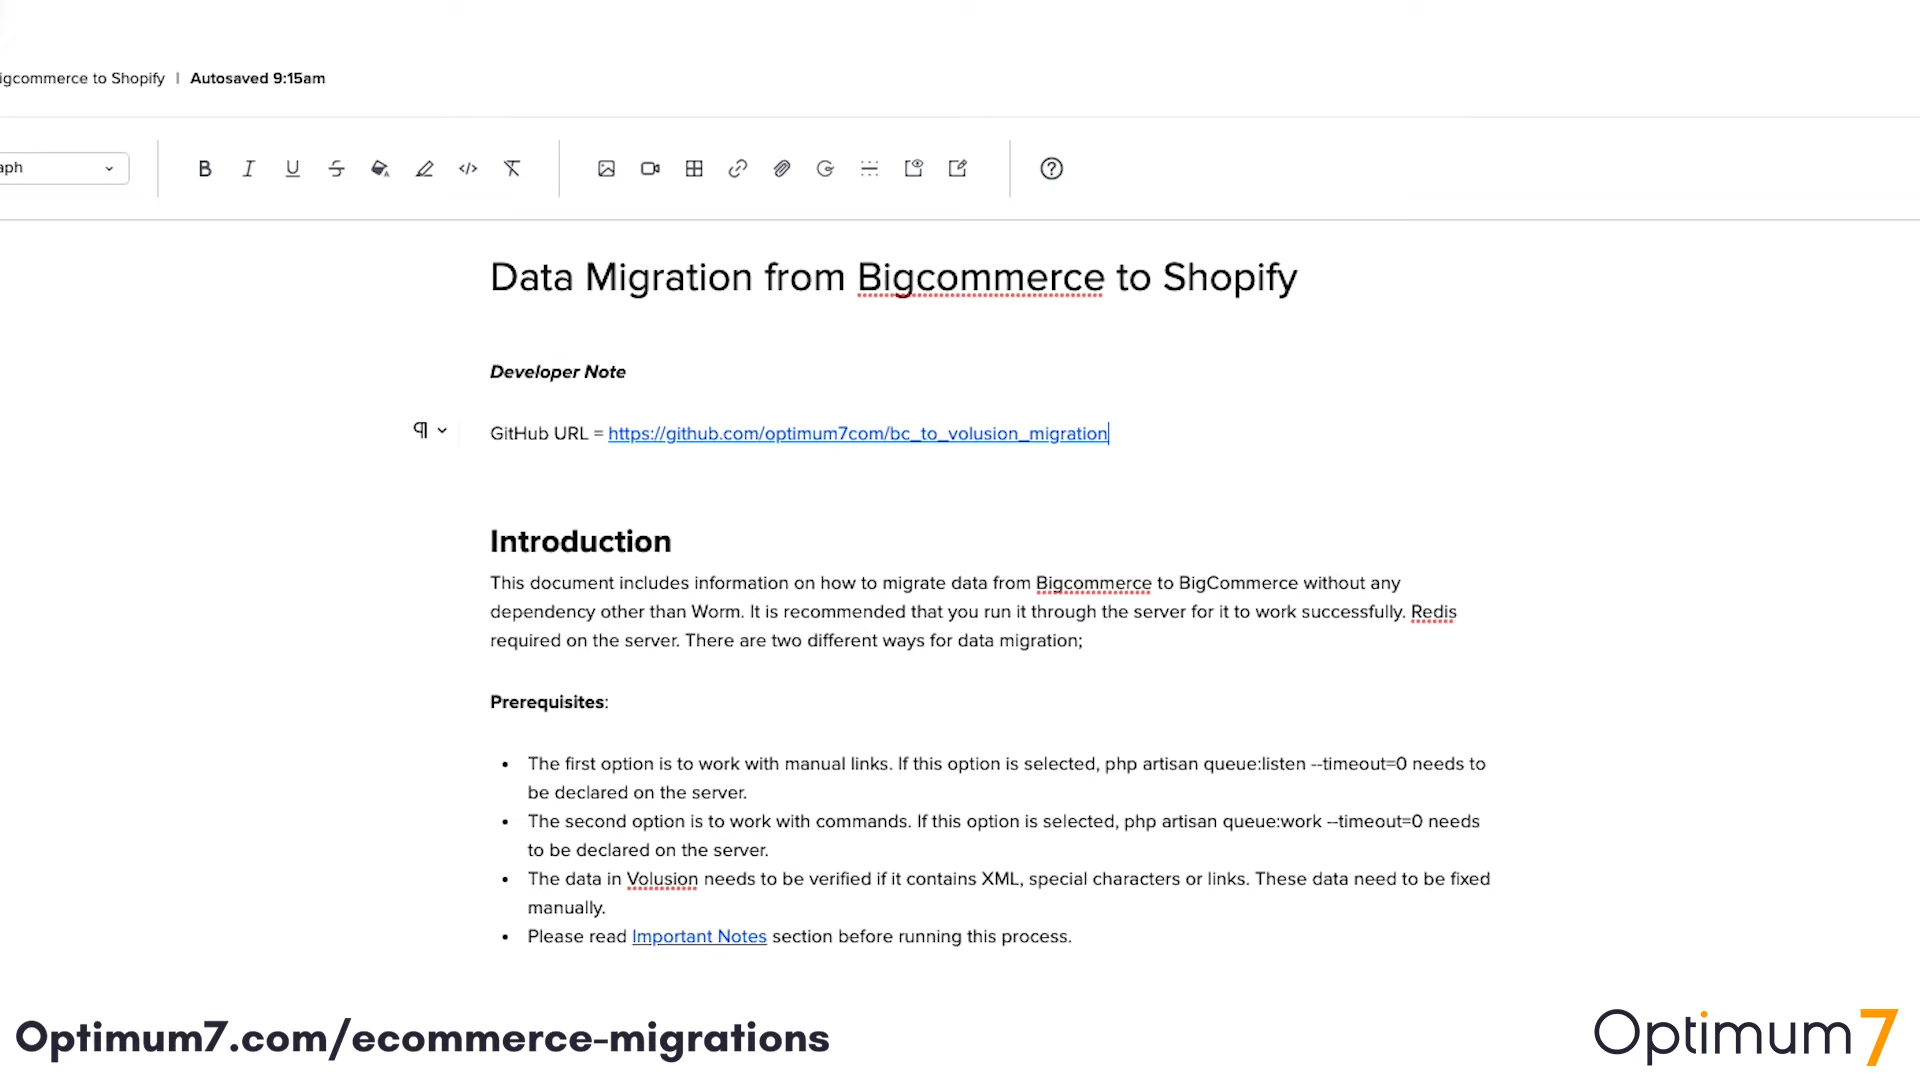 igcommerce to Shopify | Autosaved 9:15am
aph
Data Migration from Bigcommerce to Shopify
Developer Note
GitHub URL = https://github.com/optimum7com/bc_to_volusion_migration
Introduction
This document includes information on how to migrate data from Bigcommerce to BigCommerce without any
dependency other than Worm. It is recommended that you run it through the server for it to work successfully. Redis
required on the server. There are two different ways for data migration;
Prerequisites:
• The first option is to work with manual links. If this option is selected, php artisan queue:listen --timeout=0 needs to
be declared on the server.
• The second option is to work with commands. If this option is selected, php artisan queue:work --timeout=0 needs
to be declared on the server.
• The data in Volusion needs to be verified if it contains XML, special characters or links. These data need to be fixed
manually.
• Please read Important Notes section before running this process.
Optimum7.com/ecommerce-migrations
Optimum7